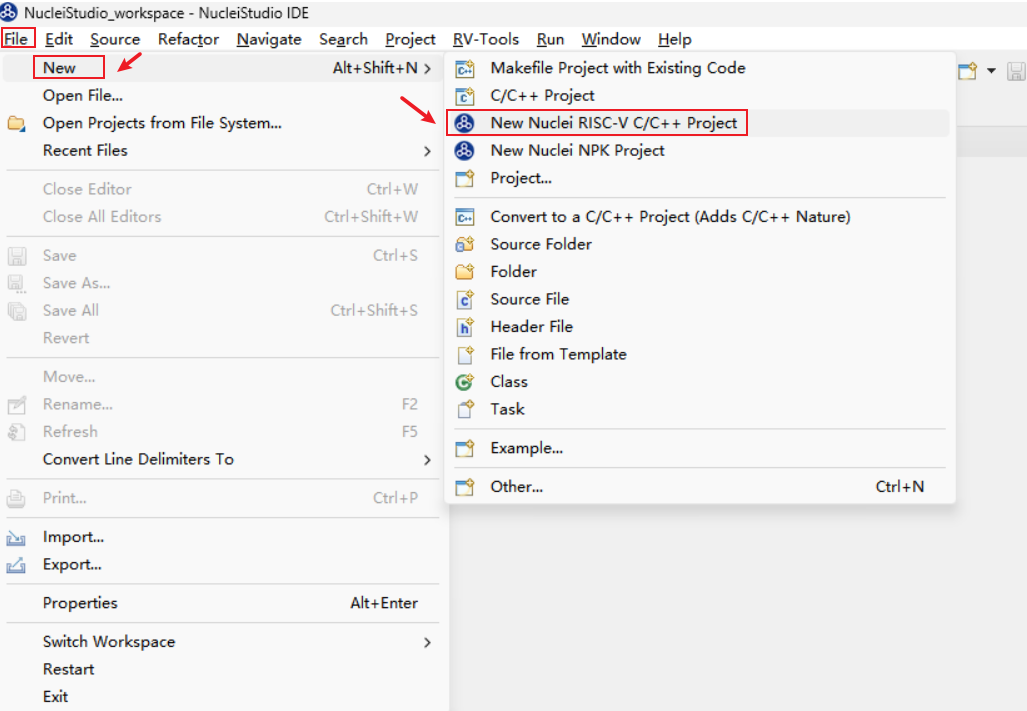 NucleiStudio_workspace - NucleiStudio IDE
File Edit Source Refactor Navigate Search Project RV-Tools Run Window Help
New Alt+Shift+N
Open File...
Open Projects from File System...
Recent Files
Close Editor Ctrl+W
Close All Editors Ctrl+Shift+W
Save Ctrl+S
Save As...
Save All Ctrl+Shift+S
Revert
Move...
Rename... F2
Refresh F5
Convert Line Delimiters To
Print... Ctrl+P
Import...
Export...
Properties Alt+Enter
Switch Workspace
Restart
Exit
Makefile Project with Existing Code
C/C++ Project
New Nuclei RISC-V C/C++ Project
New Nuclei NPK Project
Project...
Convert to a C/C++ Project (Adds C/C++ Nature)
Source Folder
Folder
Source File
Header File
File from Template
Class
Task
Example...
Other... Ctrl+N